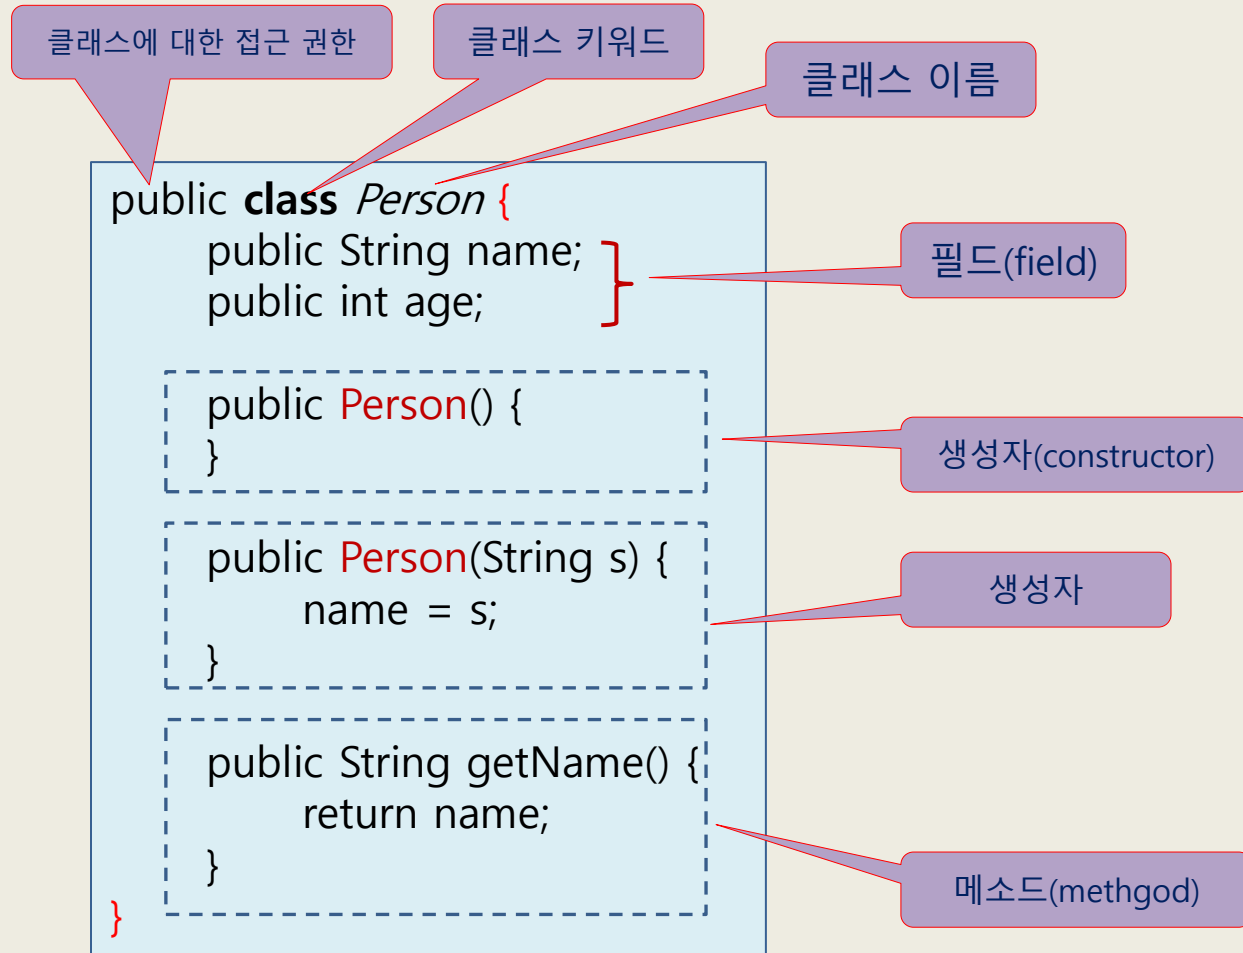 클래스에 대한 접근 권한
클래스 키워드
클래스 이름
public class Person {
public String name;
public int age;
필드(field)
public Person() {
}
생성자(constructor)
public Person(String s) {
name = s;
}
생성자
public String getName() {
return name;
}
메소드(methgod)
}